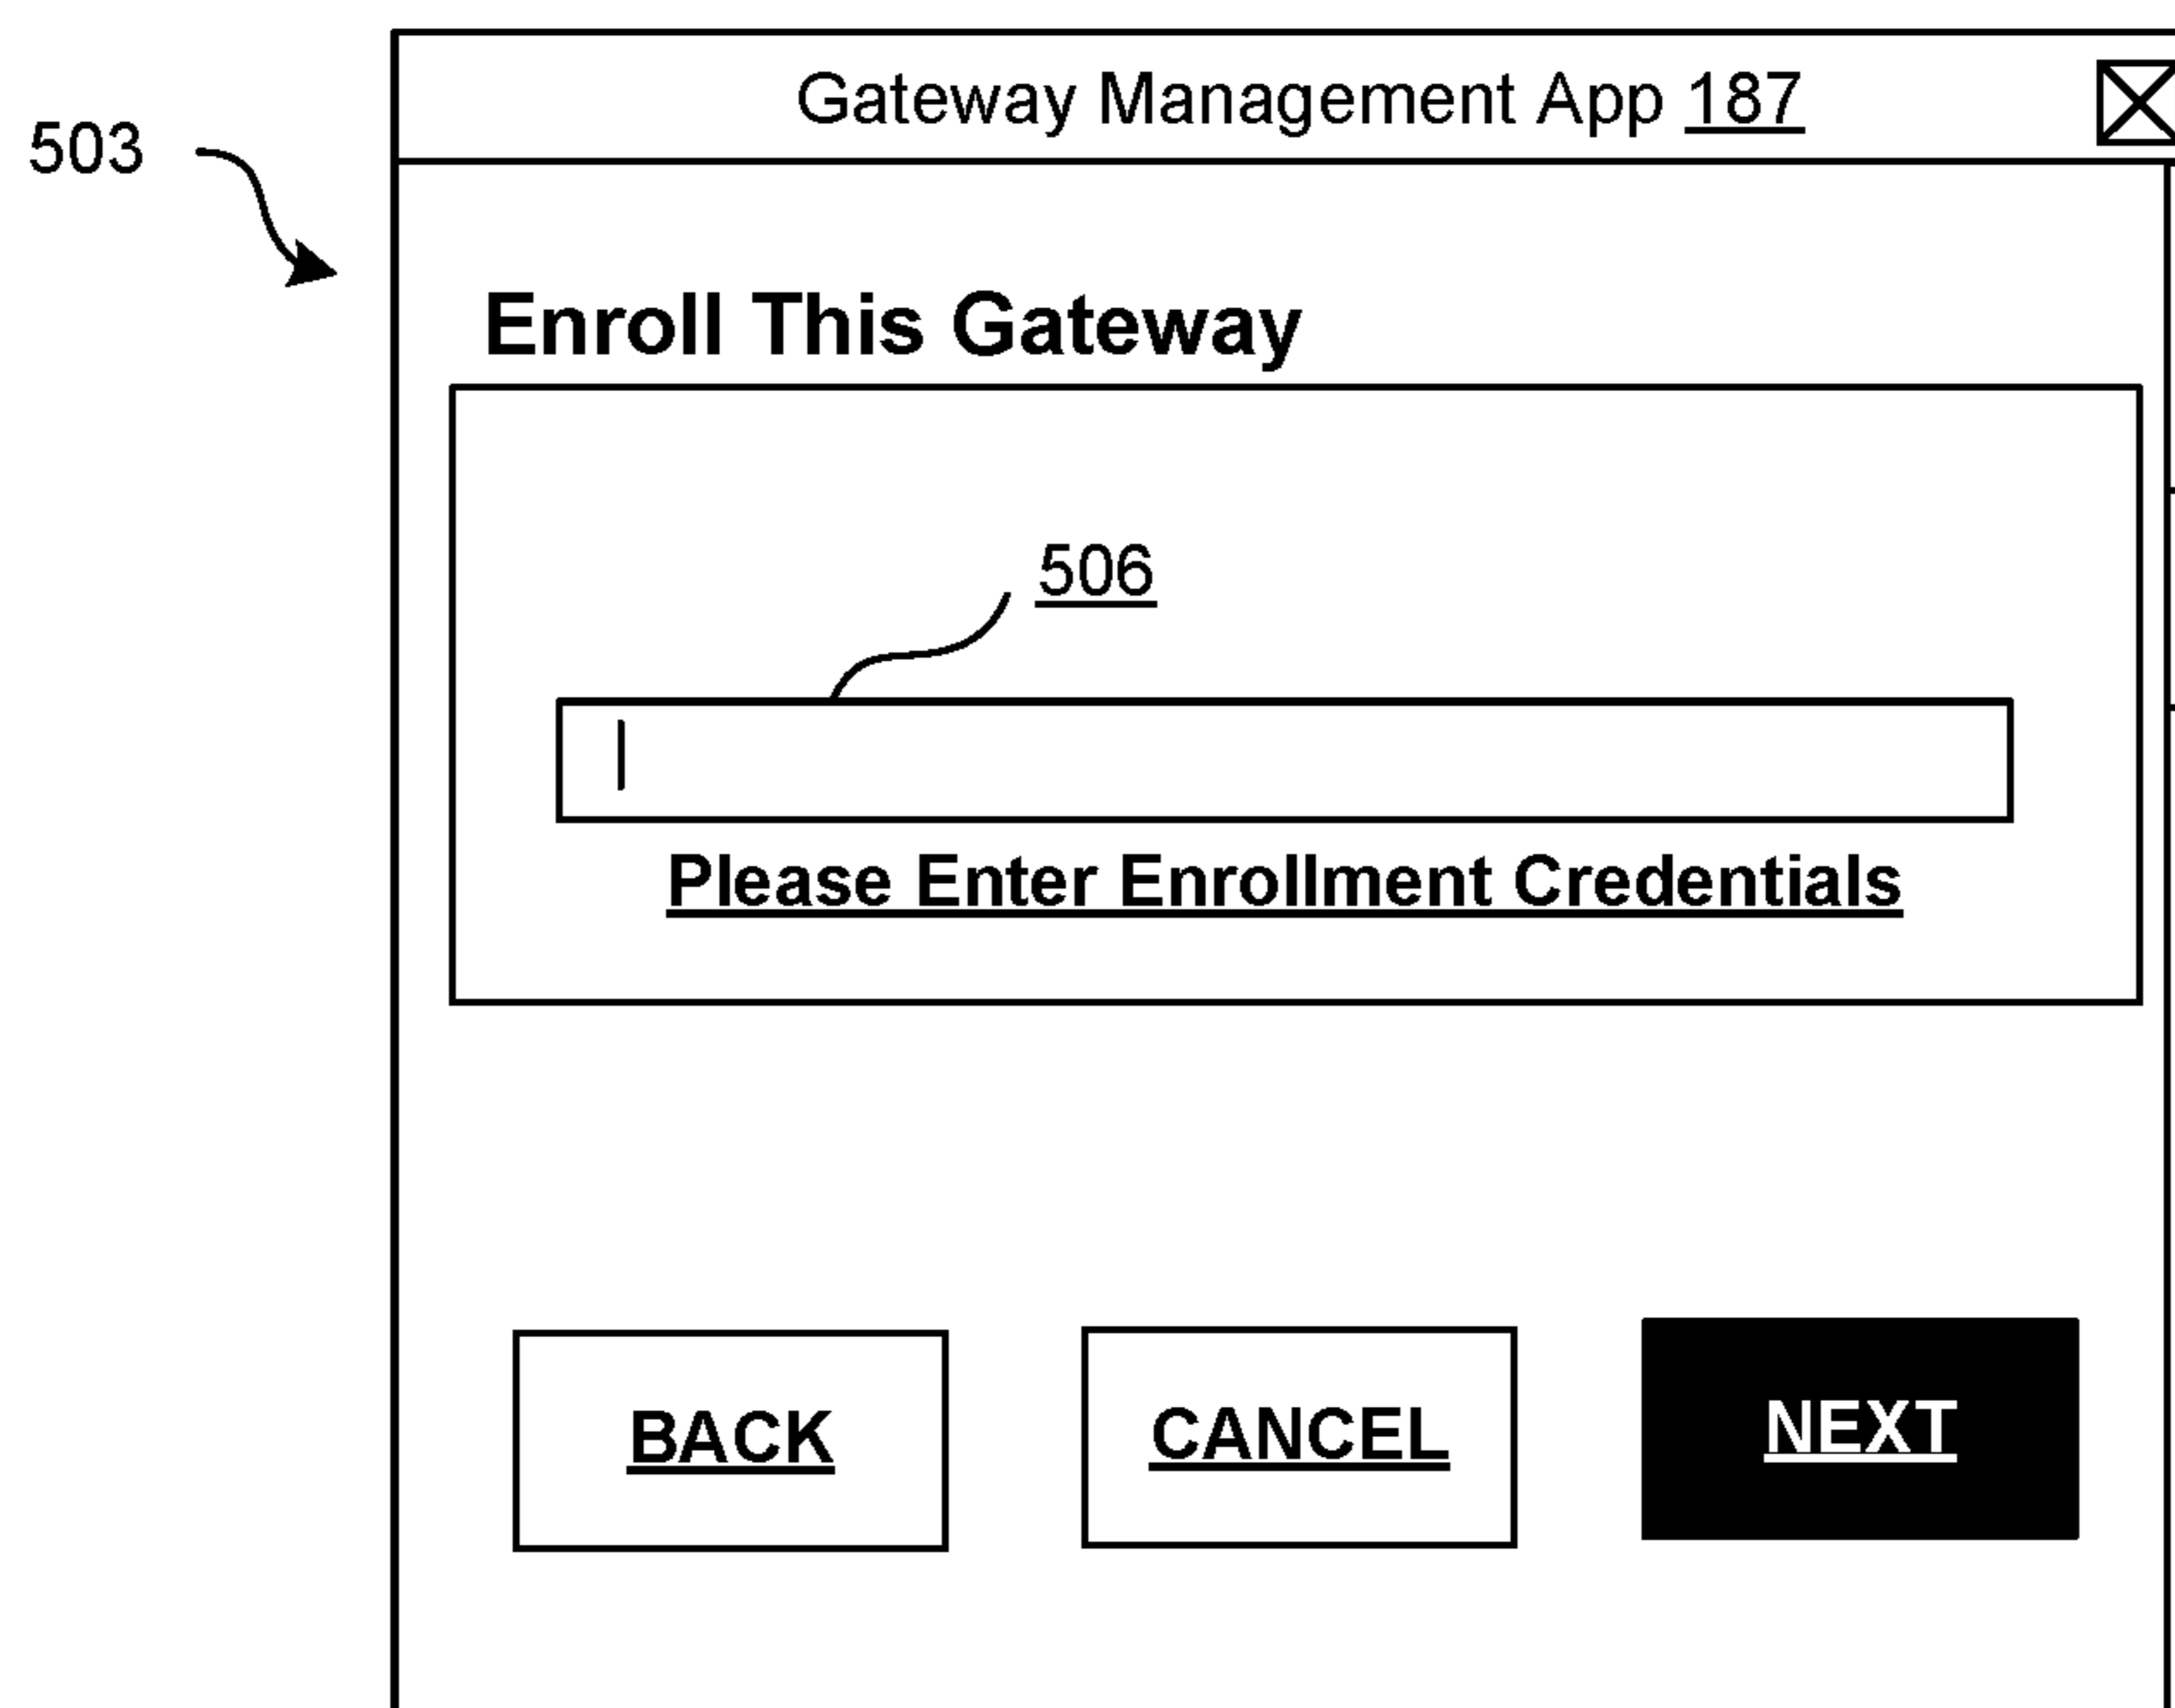 Gateway Management App 187
503
Enroll This Gateway
506
Please Enter Enrollment Credentials
BACK
CANCEL
NEXT